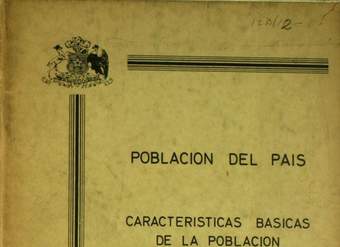 POBLACION DEL PAIS
CARACTERISTICAS BASICAS
DE LA POBLACION